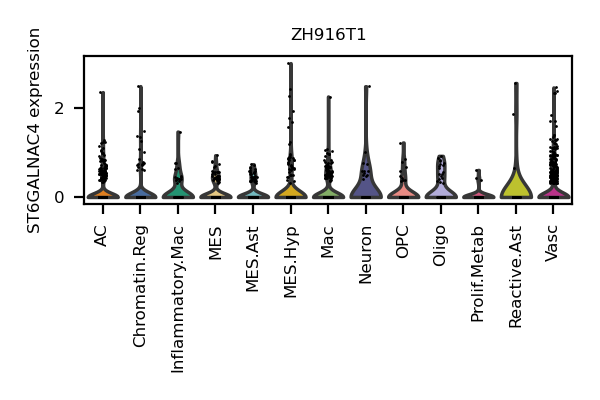 ZH916T1
ST6GALNAC4 expression
2
0
AC
Chromatin.Reg
Inflammatory.Mac
MES
MES.Ast
MES.Hyp
Mac
Neuron
OPC
Oligo
Prolif.Metab
Reactive.Ast
Vasc